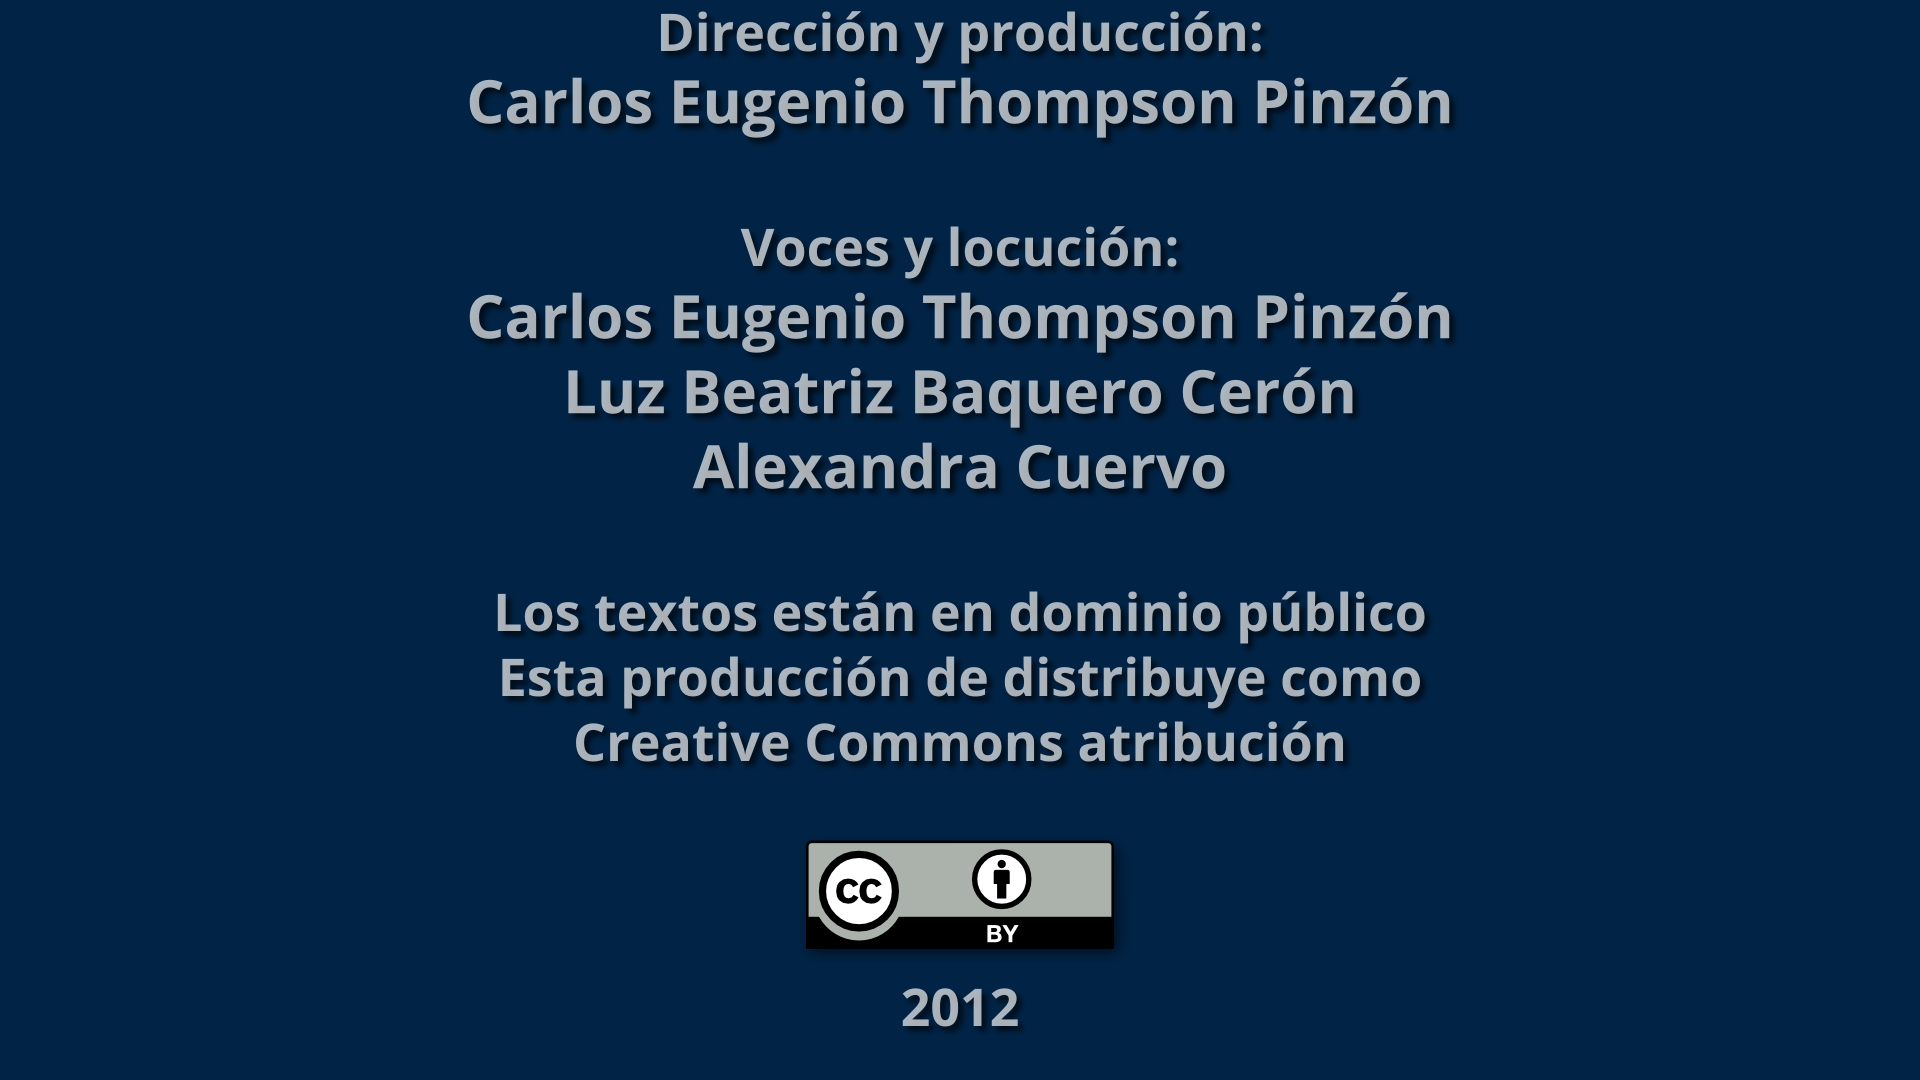 Dirección y producción:
Carlos Eugenio Thompson Pinzón
Voces y locución:
Carlos Eugenio Thompson Pinzón
Luz Beatriz Baquero Cerón
Alexandra Cuervo
Los textos están en dominio público
Esta producción de distribuye como
Creative Commons atribución
cc
BY
2012